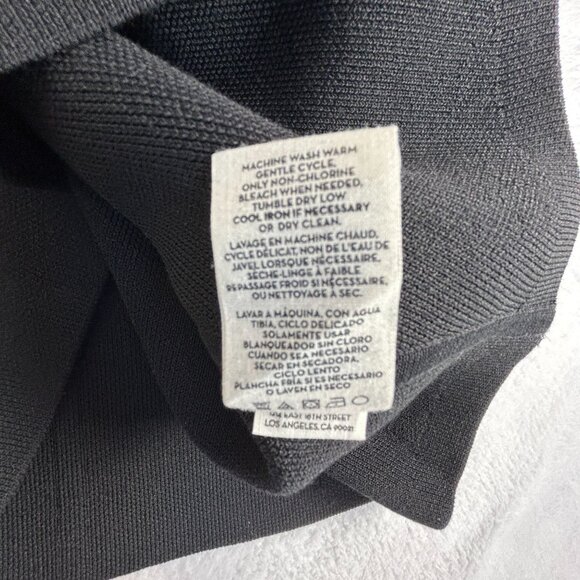 MACHINE WASH WARM
GENTLE CYCLE,
ONLY NON-CHLORINE
BLEACH WHEN NEEDED,
TUMBLE DRY LOW
COOL IRON IF NECESSARY
OR DRY CLEAN.
LAVAGE EN MACHINE CHAUD,
CYCLE DÉLICAT, NON DE L'EAU DE
JAVEL LORSQUE NÉCESSAIRE,
SÈCHE-LINGE À FAIBLE
REPASSAGE FROID SI NÉCESSAIRE,
OU NETTOYAGE À SEC.
LAVAR A MÁQUINA, CON AGUA
TIBIA, CICLO DELICADO
SOLAMENTE USAR
BLANQUEADOR SIN CLORO
CUANDO SEA NECESARIO
SECAR EN SECADORA,
CICLO LENTO
PLANCHA FRÍA SI ES NECESARIO
O LAVEN EN SECO
EAST 18TH STREET
LOS ANGELES, CA 90021